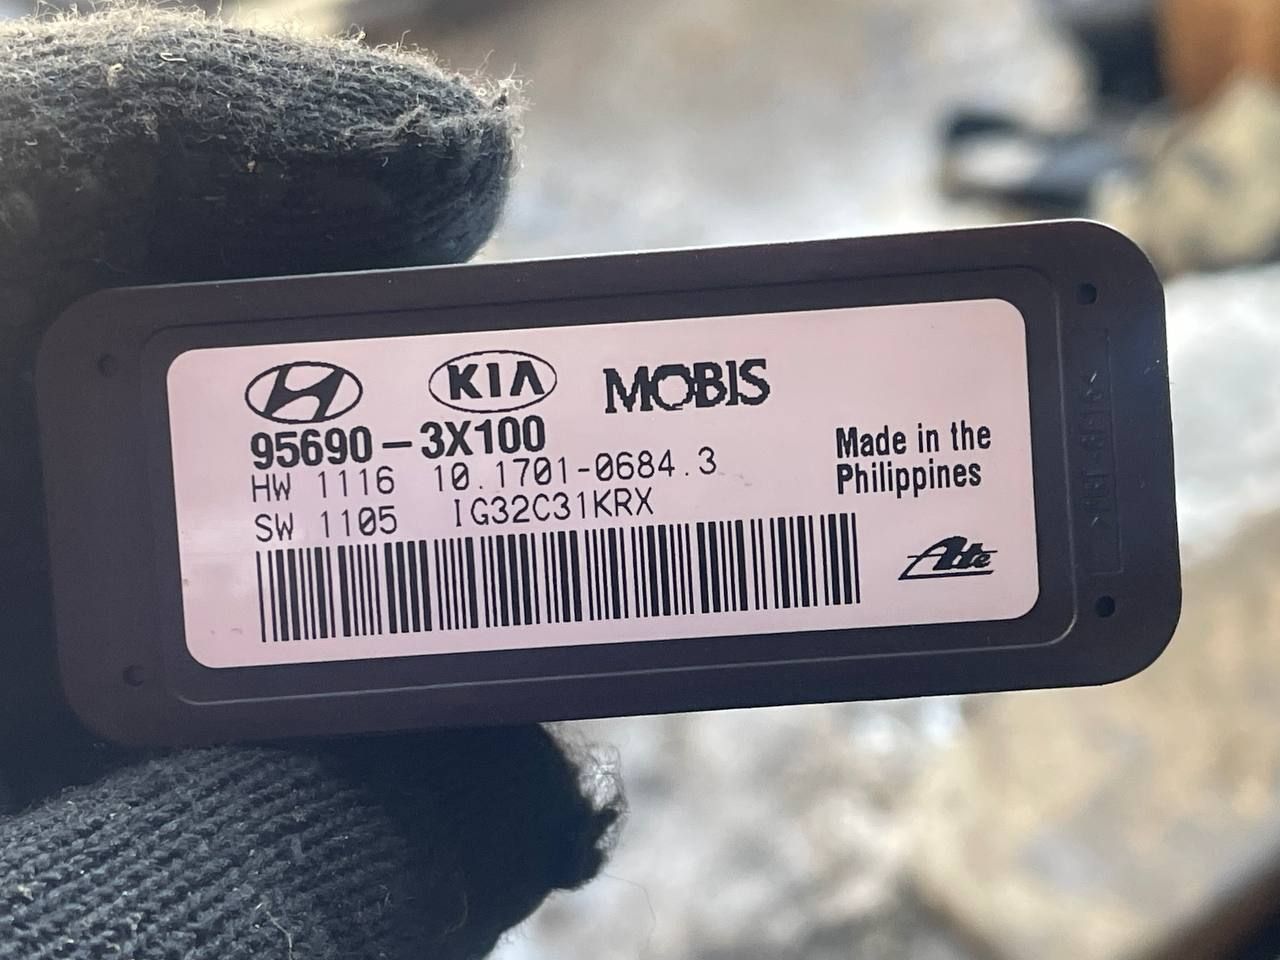 KIA MOBIS
95690-3X100
HW 1116 10.1701-0684.3
SW 1105 IG32C31KRX
Made in the
Philippines
Ate